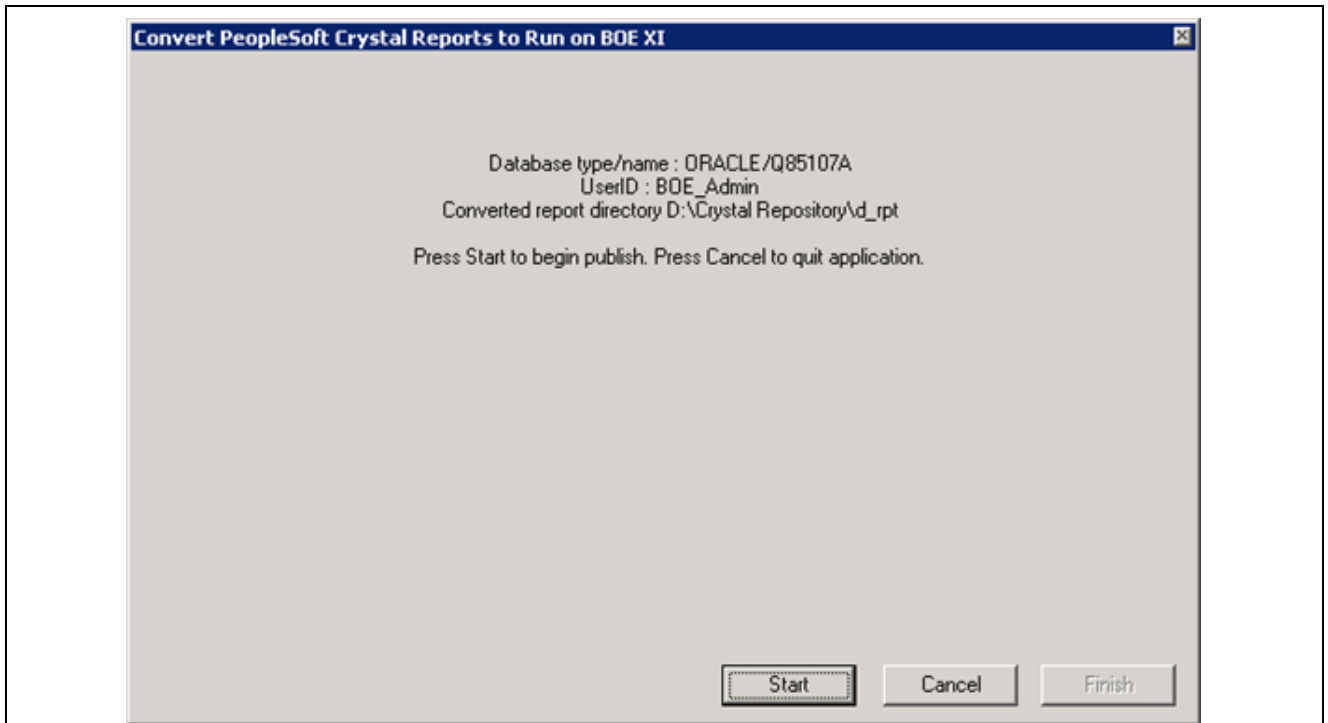 Convert PeopleSoft Crystal Reports to Run on BOE XI
Database type/name : ORACLE/Q85107A
UserID : BOE_Admin
Converted report directory D:\Crystal Repository\d_rpt
Press Start to begin publish. Press Cancel to quit application.
Start Cancel Finish